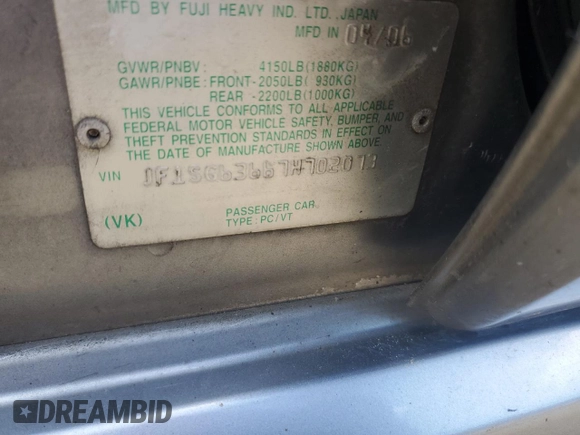 MFD BY FUJI HEAVY IND. LTD. JAPAN
MFD IN 04/06
GVWR/PNBV: 4150LB(1880KG)
GAWR/PNBE: FRONT-2050LB( 930KG)
REAR -2200LB(1000KG)
THIS VEHICLE CONFORMS TO ALL APPLICABLE
FEDERAL MOTOR VEHICLE SAFETY, BUMPER, AND
THEFT PREVENTION STANDARDS IN EFFECT ON
THE DATE OF MANUFACTURE SHOWN ABOVE.
VIN JF1SG63687H702073
(VK)
PASSENGER CAR.
TYPE: PC/VT
DREAMBID